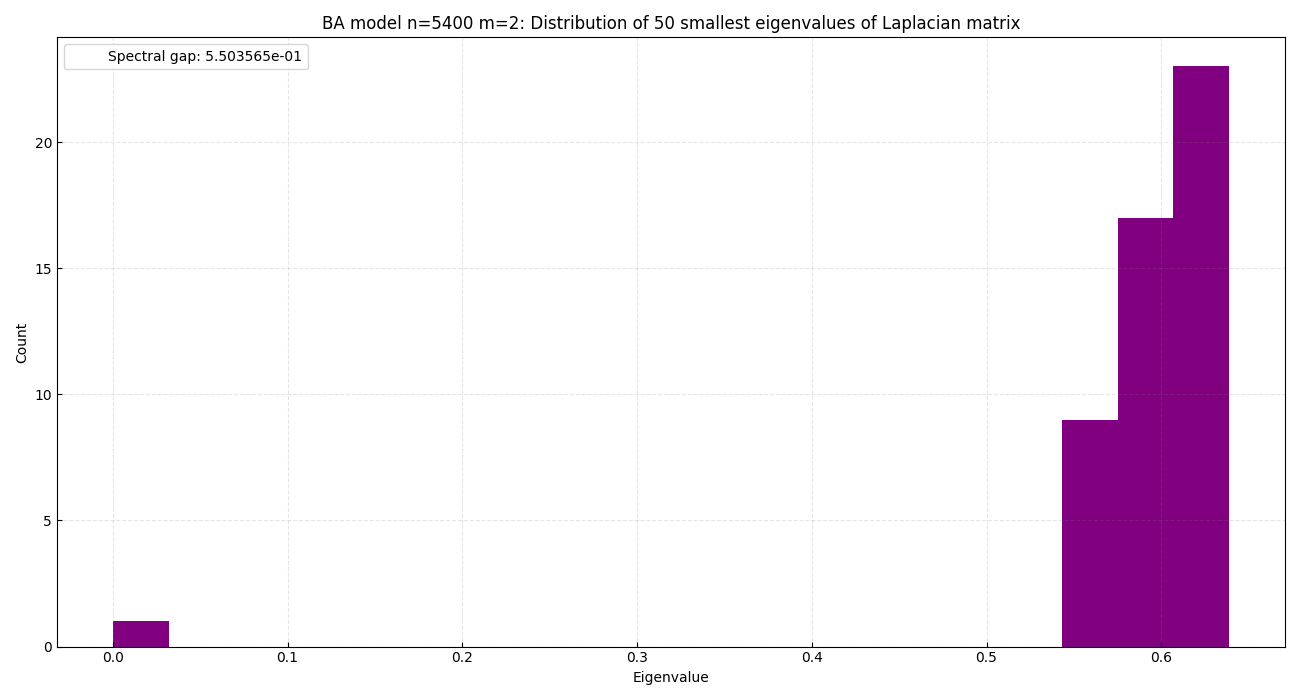 BA model n=5400 m=2: Distribution of 50 smallest eigenvalues of Laplacian matrix
Spectral gap: 5.503565e-01
Count
20
15
10
5
0
0.0 0.1 0.2 0.3 0.4 0.5 0.6
Eigenvalue